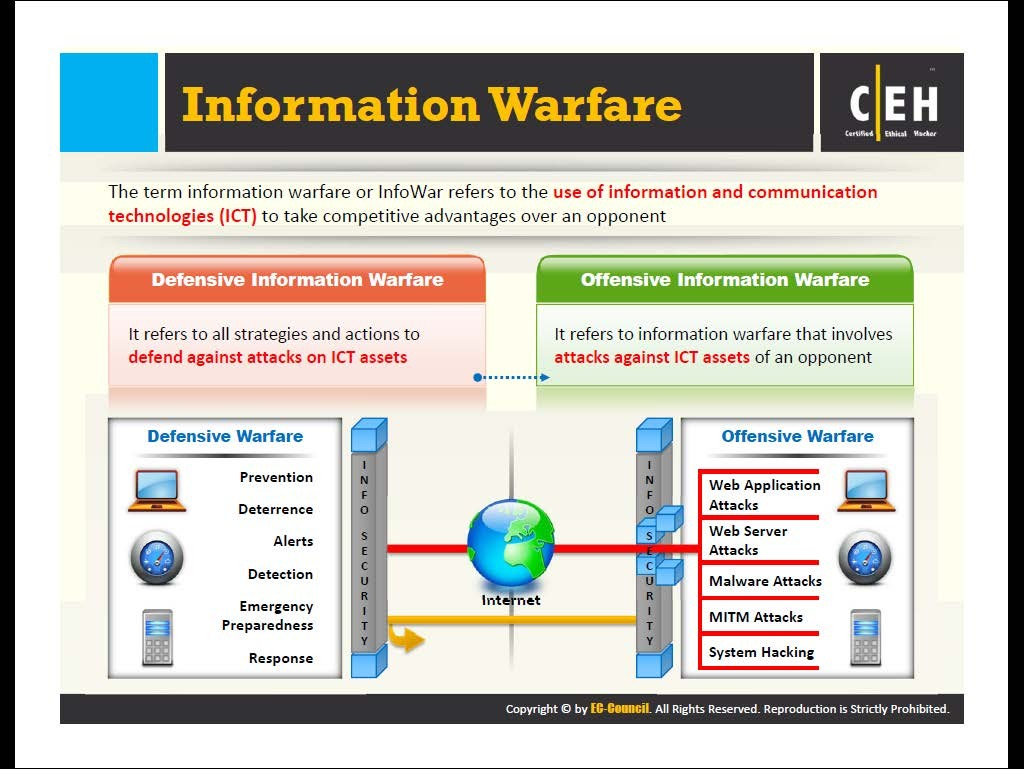 Information Warfare
C|EH
Certified Ethical Hacker
The term information warfare or InfoWar refers to the use of information and communication
technologies (ICT) to take competitive advantages over an opponent
Defensive Information Warfare
It refers to all strategies and actions to
defend against attacks on ICT assets
Offensive Information Warfare
It refers to information warfare that involves
attacks against ICT assets of an opponent
Defensive Warfare
Prevention
Deterrence
Alerts
Detection
Emergency
Preparedness
Response
INFO SECURITY
Internet
INFO SECURITY
Offensive Warfare
Web Application
Attacks
Web Server
Attacks
Malware Attacks
MITM Attacks
System Hacking
Copyright © by EC-Council. All Rights Reserved. Reproduction is Strictly Prohibited.